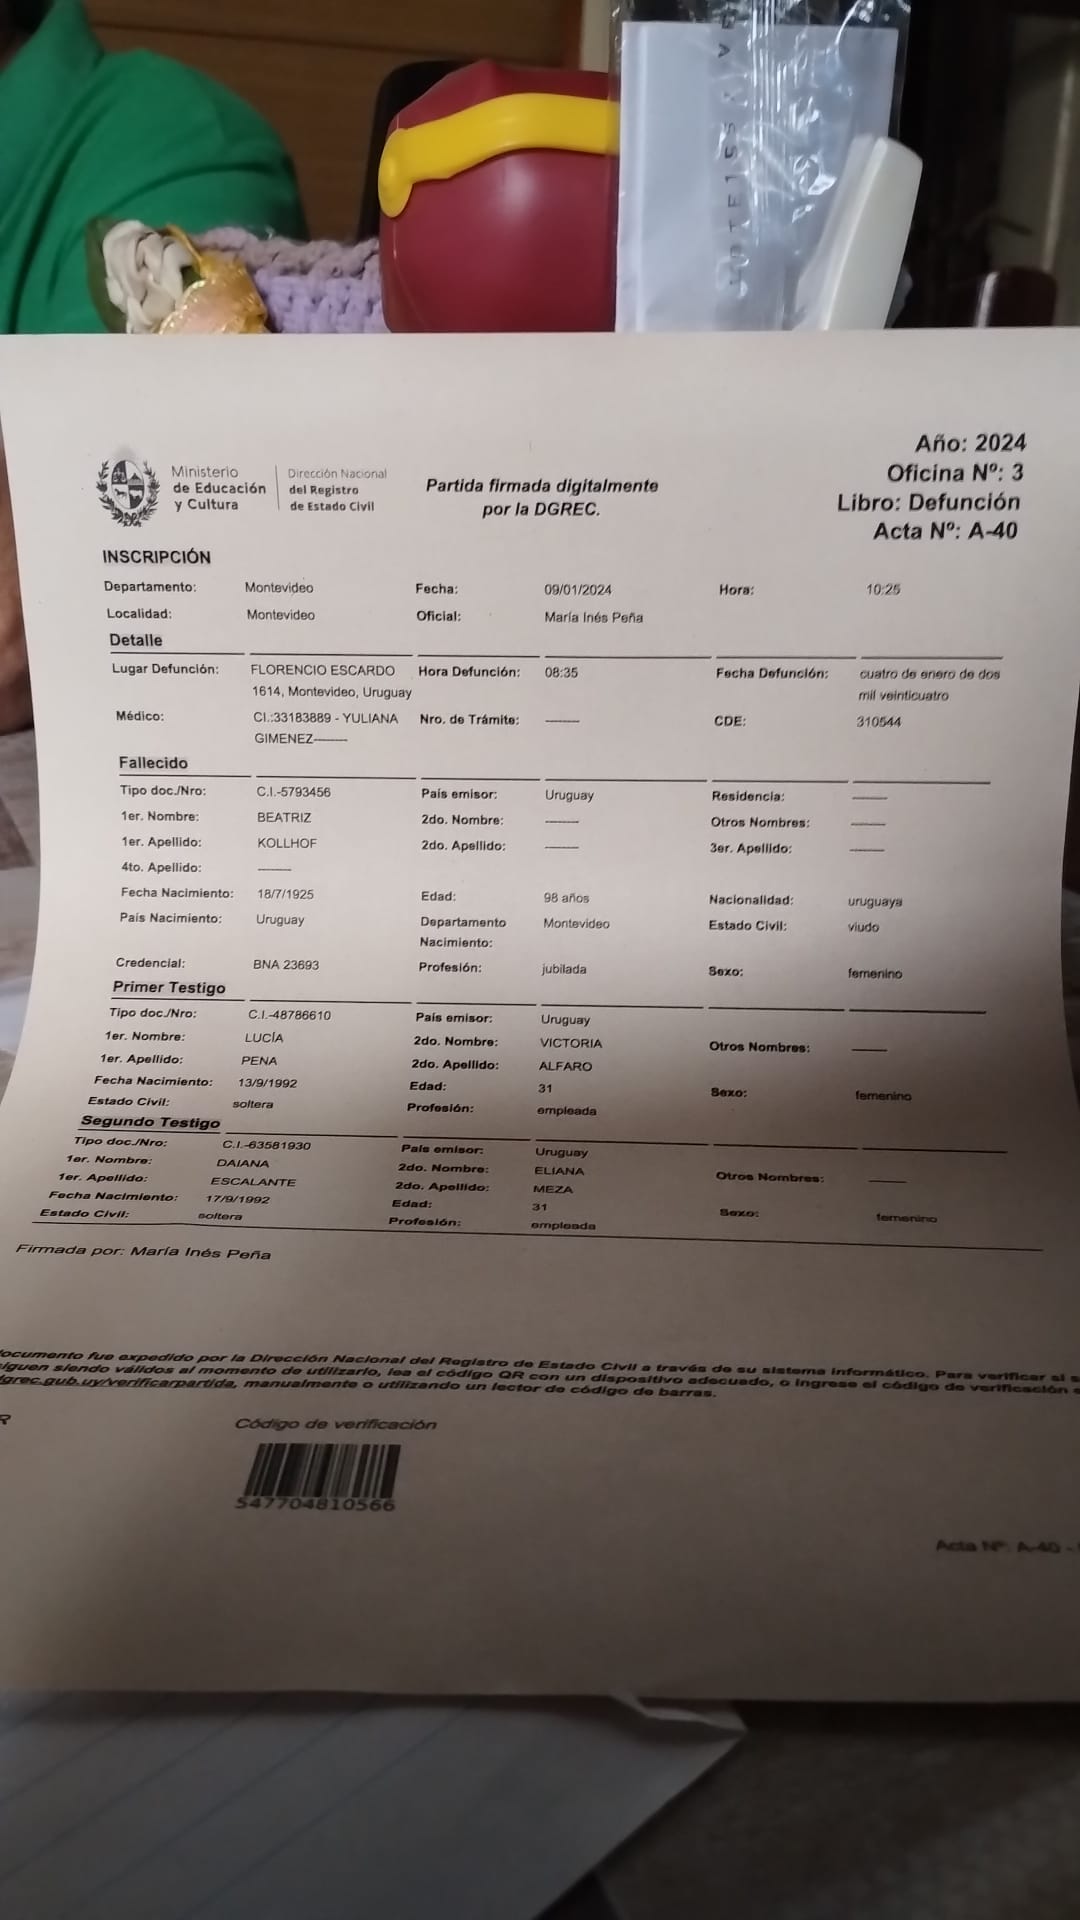 Año: 2024
Oficina Nº: 3
Libro: Defunción
Acta Nº: A-40
Ministerio de Educación y Cultura
Dirección Nacional del Registro de Estado Civil
Partida firmada digitalmente
por la DGREC.
INSCRIPCIÓN
Departamento: Montevideo Fecha: 09/01/2024 Hora: 10:25
Localidad: Montevideo Oficial: María Inés Peña
Detalle
Lugar Defunción: FLORENCIO ESCARDO 1614, Montevideo, Uruguay Hora Defunción: 08:35 Fecha Defunción: cuatro de enero de dos mil veinticuatro
Médico: CI.:33183889 - YULIANA GIMENEZ-------- Nro. de Trámite: -------- CDE: 310544
Fallecido
Tipo doc./Nro: C.I.-5793456 País emisor: Uruguay Residencia: --------
1er. Nombre: BEATRIZ 2do. Nombre: -------- Otros Nombres: --------
1er. Apellido: KOLLHOF 2do. Apellido: -------- 3er. Apellido: --------
4to. Apellido: --------
Fecha Nacimiento: 18/7/1925 Edad: 98 años Nacionalidad: uruguaya
País Nacimiento: Uruguay Departamento Nacimiento: Montevideo Estado Civil: viudo
Credencial: BNA 23693 Profesión: jubilada Sexo: femenino
Primer Testigo
Tipo doc./Nro: C.I.-48786610 País emisor: Uruguay
1er. Nombre: LUCÍA 2do. Nombre: VICTORIA Otros Nombres: --------
1er. Apellido: PENA 2do. Apellido: ALFARO
Fecha Nacimiento: 13/9/1992 Edad: 31 Sexo: femenino
Estado Civil: soltera Profesión: empleada
Segundo Testigo
Tipo doc./Nro: C.I.-63581930 País emisor: Uruguay
1er. Nombre: DAIANA 2do. Nombre: ELIANA Otros Nombres: --------
1er. Apellido: ESCALANTE 2do. Apellido: MEZA
Fecha Nacimiento: 17/9/1992 Edad: 31 Sexo: femenino
Estado Civil: soltera Profesión: empleada
Firmada por: María Inés Peña
ocumento fue expedido por la Dirección Nacional del Registro de Estado Civil a través de su sistema informático. Para verificar si s
iguen siendo válidos al momento de utilizarlo, lea el código QR con un dispositivo adecuado, o ingrese el código de verificación
grec.gub.uy/verificarpartida, manualmente o utilizando un lector de código de barras.
R
Código de verificación
547704810566
Acta Nº: A-40 -